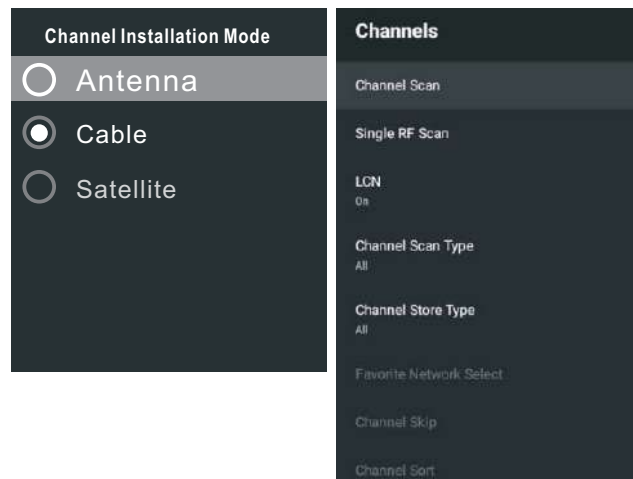 Channel Installation Mode
Antenna
Cable
Satellite
Channels
Channel Scan
Single RF Scan
LCN
On
Channel Scan Type
All
Channel Store Type
All
Favorite Network Select
Channel Skip
Channel Sort